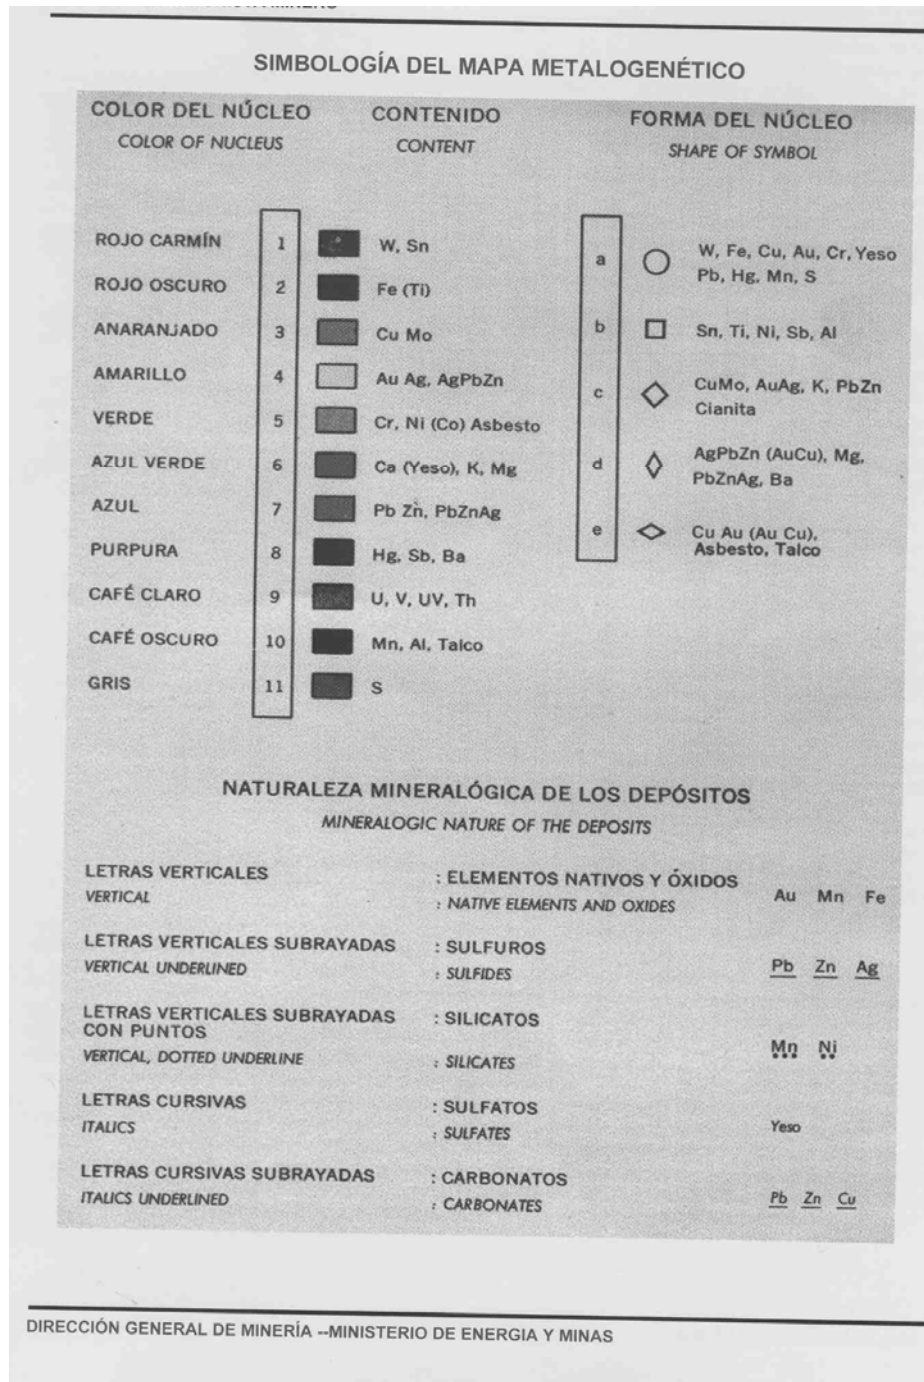 SIMBOLOGÍA DEL MAPA METALOGENÉTICO
COLOR DEL NÚCLEO
COLOR OF NUCLEUS
CONTENIDO
CONTENT
FORMA DEL NÚCLEO
SHAPE OF SYMBOL
ROJO CARMÍN 1 W, Sn
ROJO OSCURO 2 Fe (Ti)
ANARANJADO 3 Cu Mo
AMARILLO 4 Au Ag, AgPbZn
VERDE 5 Cr, Ni (Co) Asbesto
AZUL VERDE 6 Ca (Yeso), K, Mg
AZUL 7 Pb Zn, PbZnAg
PURPURA 8 Hg, Sb, Ba
CAFÉ CLARO 9 U, V, UV, Th
CAFÉ OSCURO 10 Mn, Al, Talco
GRIS 11 S
a W, Fe, Cu, Au, Cr, Yeso
Pb, Hg, Mn, S
b Sn, Ti, Ni, Sb, Al
c CuMo, AuAg, K, PbZn
Cianita
d AgPbZn (AuCu), Mg,
PbZnAg, Ba
e Cu Au (Au Cu),
Asbesto, Talco
NATURALEZA MINERALÓGICA DE LOS DEPÓSITOS
MINERALOGIC NATURE OF THE DEPOSITS
LETRAS VERTICALES : ELEMENTOS NATIVOS Y ÓXIDOS Au Mn Fe
VERTICAL : NATIVE ELEMENTS AND OXIDES
LETRAS VERTICALES SUBRAYADAS : SULFUROS
VERTICAL UNDERLINED : SULFIDES Pb Zn Ag
LETRAS VERTICALES SUBRAYADAS : SILICATOS
CON PUNTOS
VERTICAL, DOTTED UNDERLINE : SILICATES Mn Ni
LETRAS CURSIVAS : SULFATOS
ITALICS : SULFATES Yeso
LETRAS CURSIVAS SUBRAYADAS : CARBONATOS
ITALICS UNDERLINED : CARBONATES Pb Zn Cu
DIRECCIÓN GENERAL DE MINERÍA --MINISTERIO DE ENERGIA Y MINAS